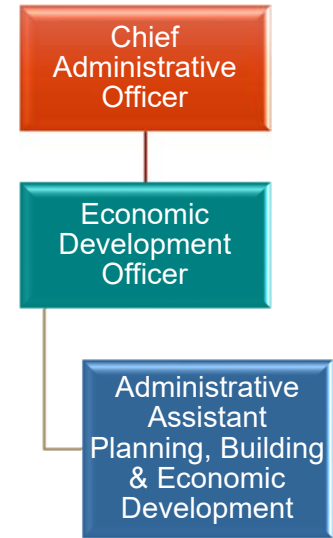 Chief
Administrative
Officer
Economic
Development
Officer
Administrative
Assistant
Planning, Building
& Economic
Development